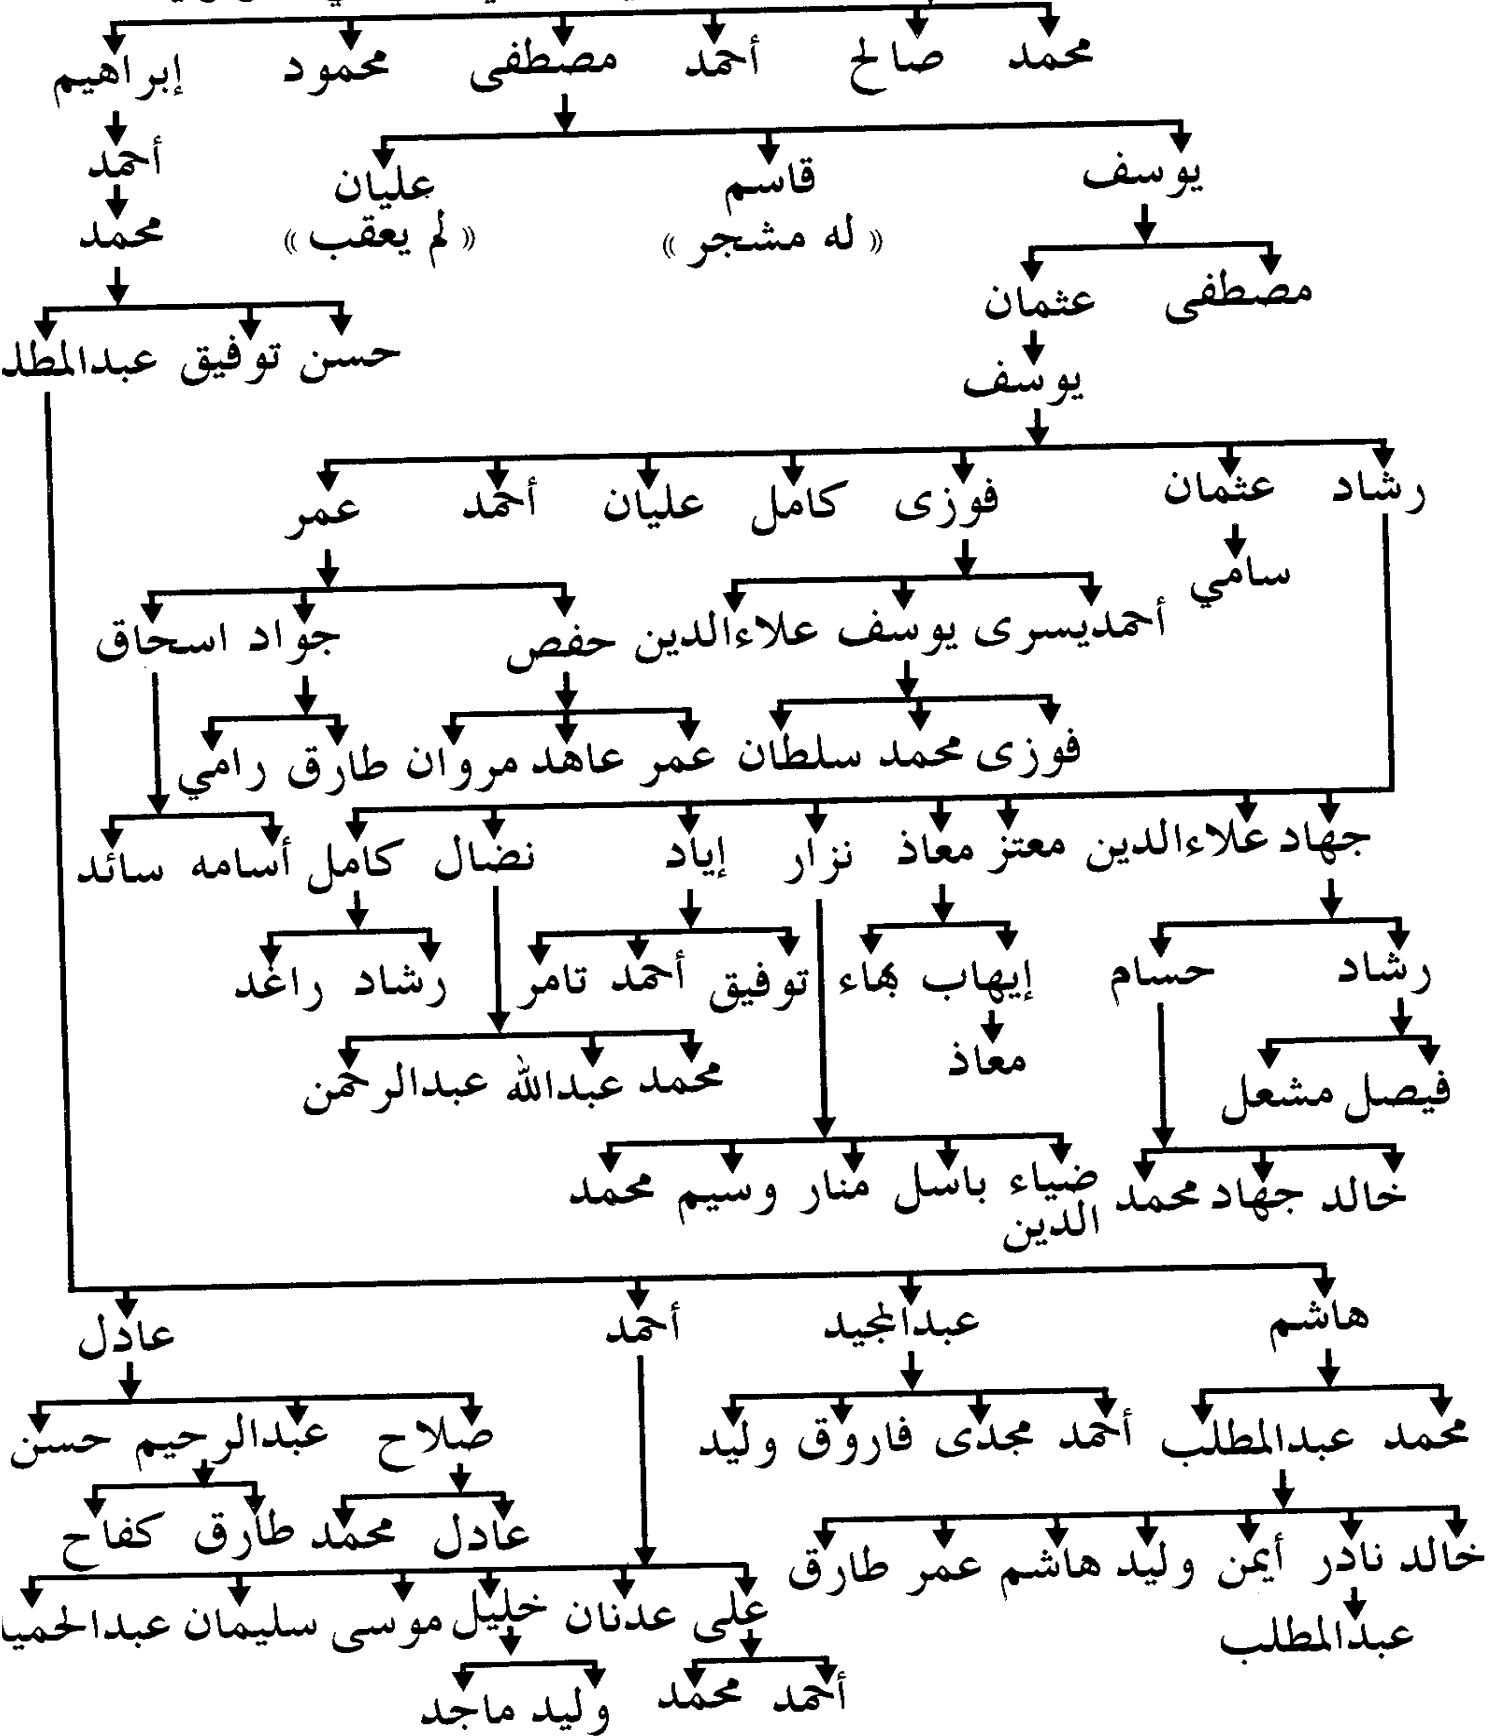 محمد صالح أحمد مصطفى محمود إبراهيم
أحمد
يوسف قاسم عليان
« له مشجر » « لم يعقب » محمد
مصطفى عثمان
حسن توفيق عبدالمطلـ
يوسف
رشاد عثمان فوزى كامل عليان أحمد عمر
سامي
أحمديسرى يوسف علاءالدين حفص جواد اسحاق
فوزى محمد سلطان عمر عاهد مروان طارق رامي
جهاد علاءالدين معتز معاذ نزار إياد نضال كامل أسامه سائد
رشاد حسام إيهاب بهاء توفيق أحمد تامر رشاد راغد
معاذ
فيصل مشعل محمد عبدالله عبدالرحمن
خالد جهاد محمد ضياء باسل منار وسيم محمد
الدين
هاشم عبدالمجيد أحمد عادل
محمد عبدالمطلب أحمد مجدى فاروق وليد صلاح عبدالرحيم حسن
عادل محمد طارق كفاح
خالد نادر أيمن وليد هاشم عمر طارق
على عدنان خليل موسى سليمان عبدالحميـ
عبدالمطلب
أحمد محمد وليد ماجد